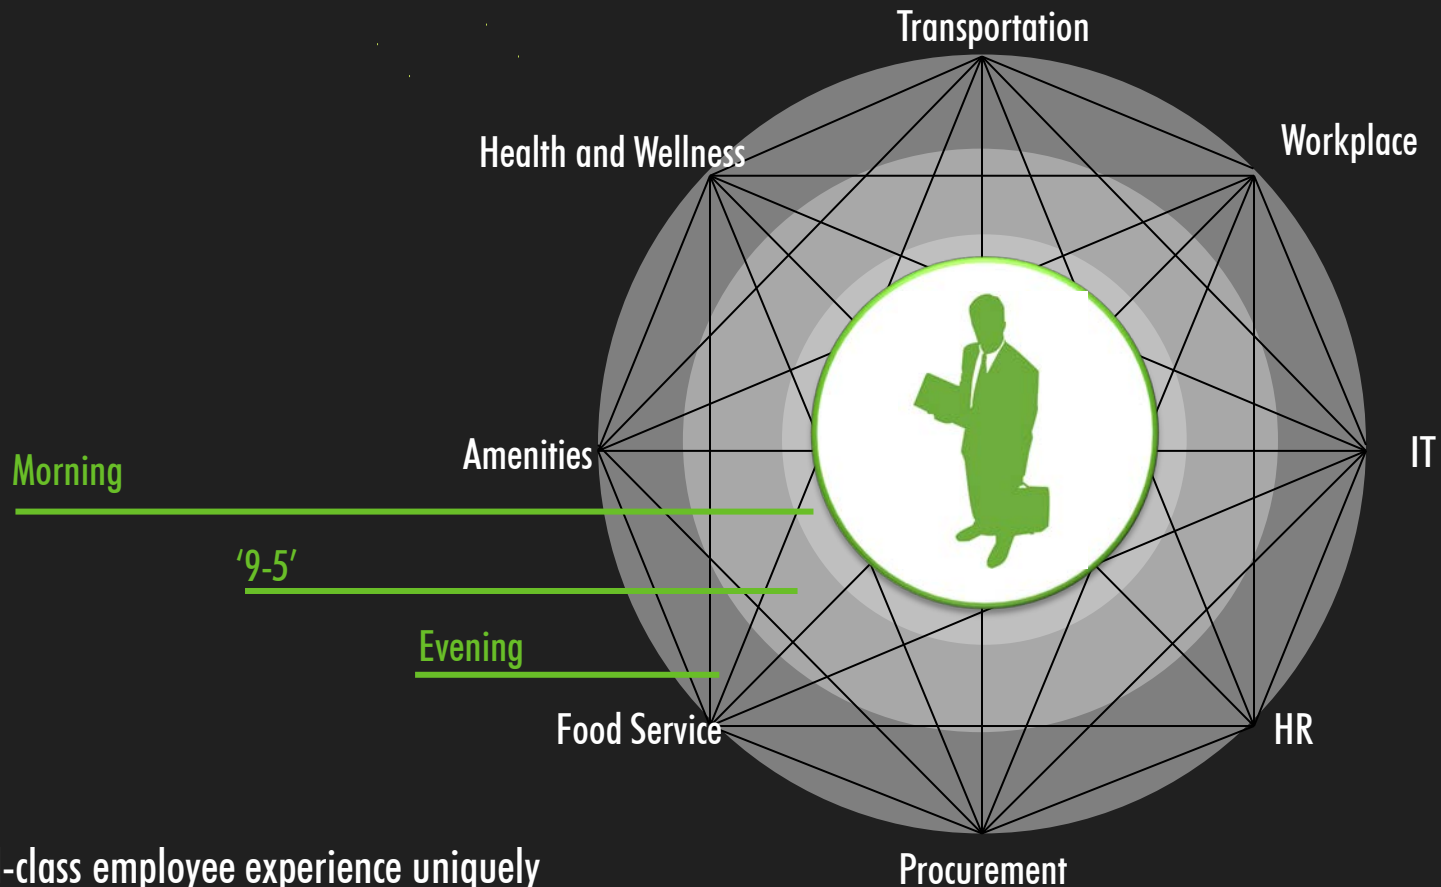 Transportation
Workplace
Health and Wellness
Amenities
IT
Morning
‘9-5’
Evening
Food Service
HR
-class employee experience uniquely
Procurement